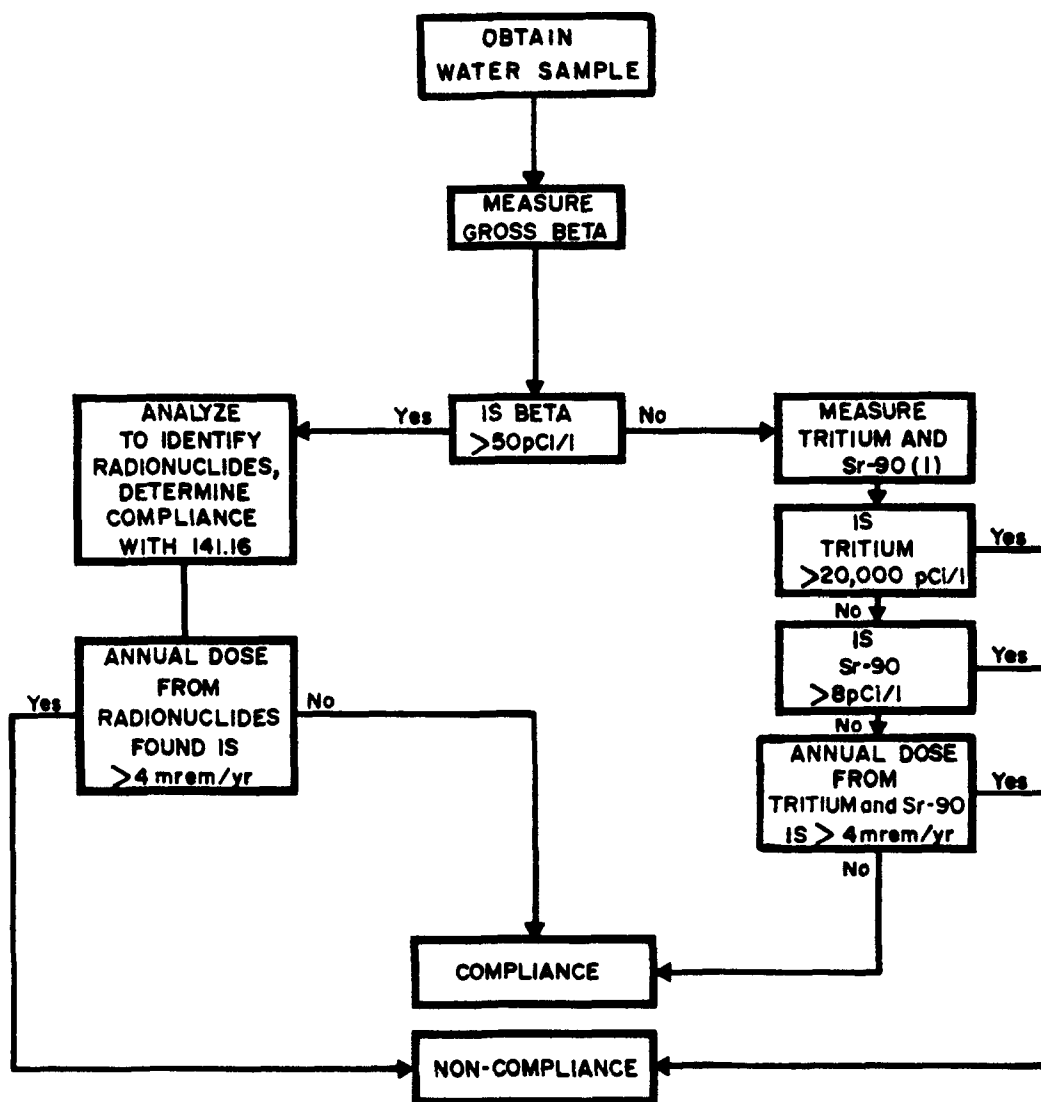 OBTAIN
WATER SAMPLE
MEASURE
GROSS BETA
IS BETA
>50pCi/l
Yes
No
ANALYZE
TO IDENTIFY
RADIONUCLIDES,
DETERMINE
COMPLIANCE
WITH 141.16
ANNUAL DOSE
FROM
RADIONUCLIDES
FOUND IS
>4 mrem/yr
Yes
No
MEASURE
TRITIUM AND
Sr-90(1)
IS
TRITIUM
>20,000 pCi/l
Yes
No
IS
Sr-90
>8pCi/l
Yes
No
ANNUAL DOSE
FROM
TRITIUM and Sr-90
IS > 4mrem/yr
Yes
No
COMPLIANCE
NON-COMPLIANCE